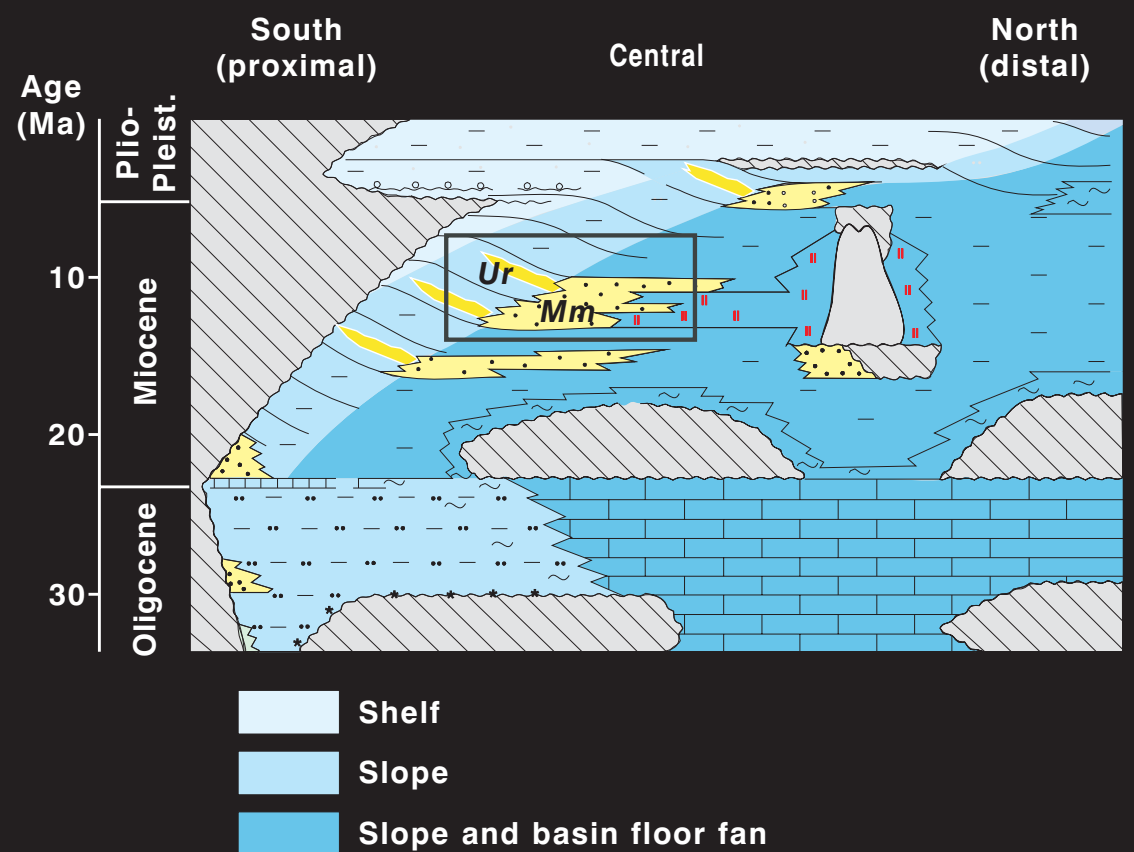 South
(proximal)
Central
North
(distal)
Age
(Ma)
Plio-
Pleist.
Miocene
Oligocene
10
20
30
Ur
Mm
Shelf
Slope
Slope and basin floor fan